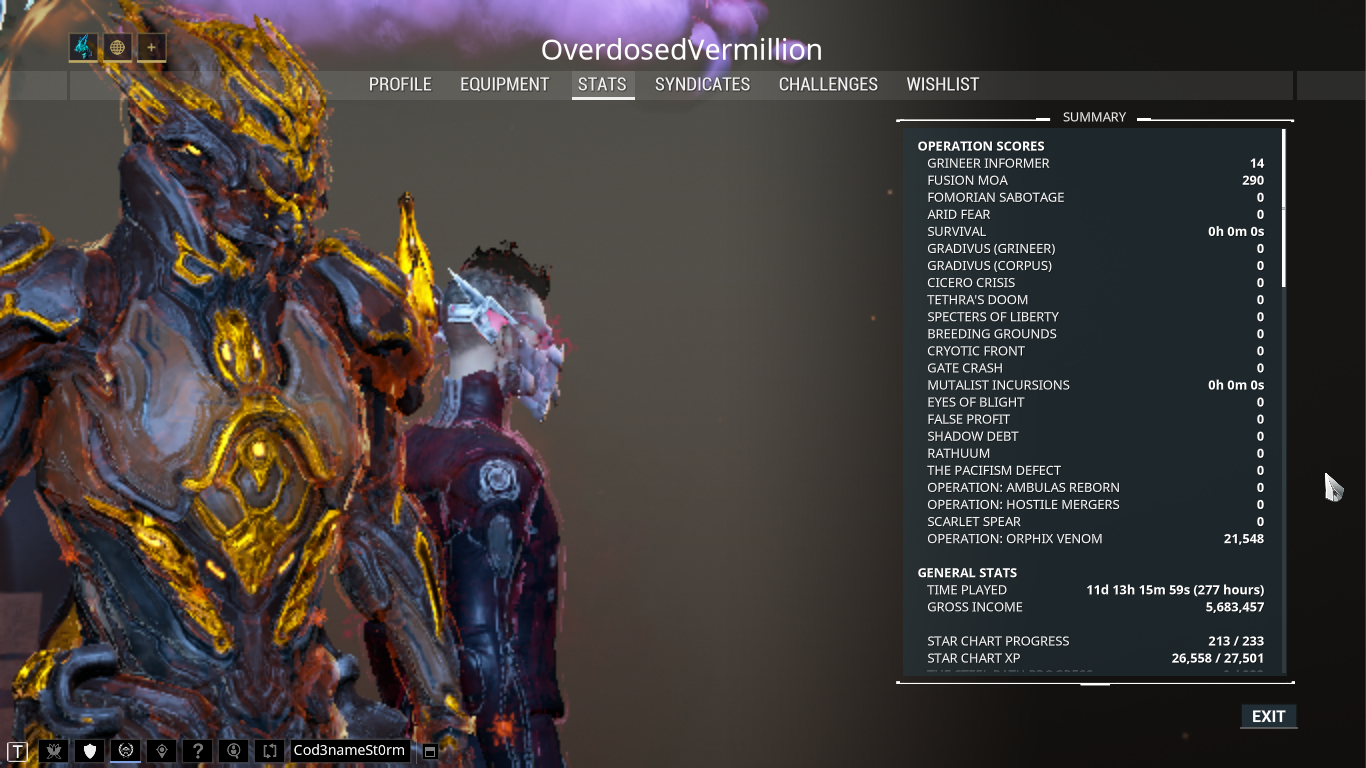 OverdosedVermillion
PROFILE EQUIPMENT STATS SYNDICATES CHALLENGES WISHLIST
SUMMARY
OPERATION SCORES
GRINEER INFORMER 14
FUSION MOA 290
FOMORIAN SABOTAGE 0
ARID FEAR 0
SURVIVAL 0h 0m 0s
GRADIVUS (GRINEER) 0
GRADIVUS (CORPUS) 0
CICERO CRISIS 0
TETHRA'S DOOM 0
SPECTERS OF LIBERTY 0
BREEDING GROUNDS 0
CRYOTIC FRONT 0
GATE CRASH 0
MUTALIST INCURSIONS 0h 0m 0s
EYES OF BLIGHT 0
FALSE PROFIT 0
SHADOW DEBT 0
RATHUUM 0
THE PACIFISM DEFECT 0
OPERATION: AMBULAS REBORN 0
OPERATION: HOSTILE MERGERS 0
SCARLET SPEAR 0
OPERATION: ORPHIX VENOM 21,548
GENERAL STATS
TIME PLAYED 11d 13h 15m 59s (277 hours)
GROSS INCOME 5,683,457
STAR CHART PROGRESS 213 / 233
STAR CHART XP 26,558 / 27,501
EXIT
T ? Cod3nameSt0rm